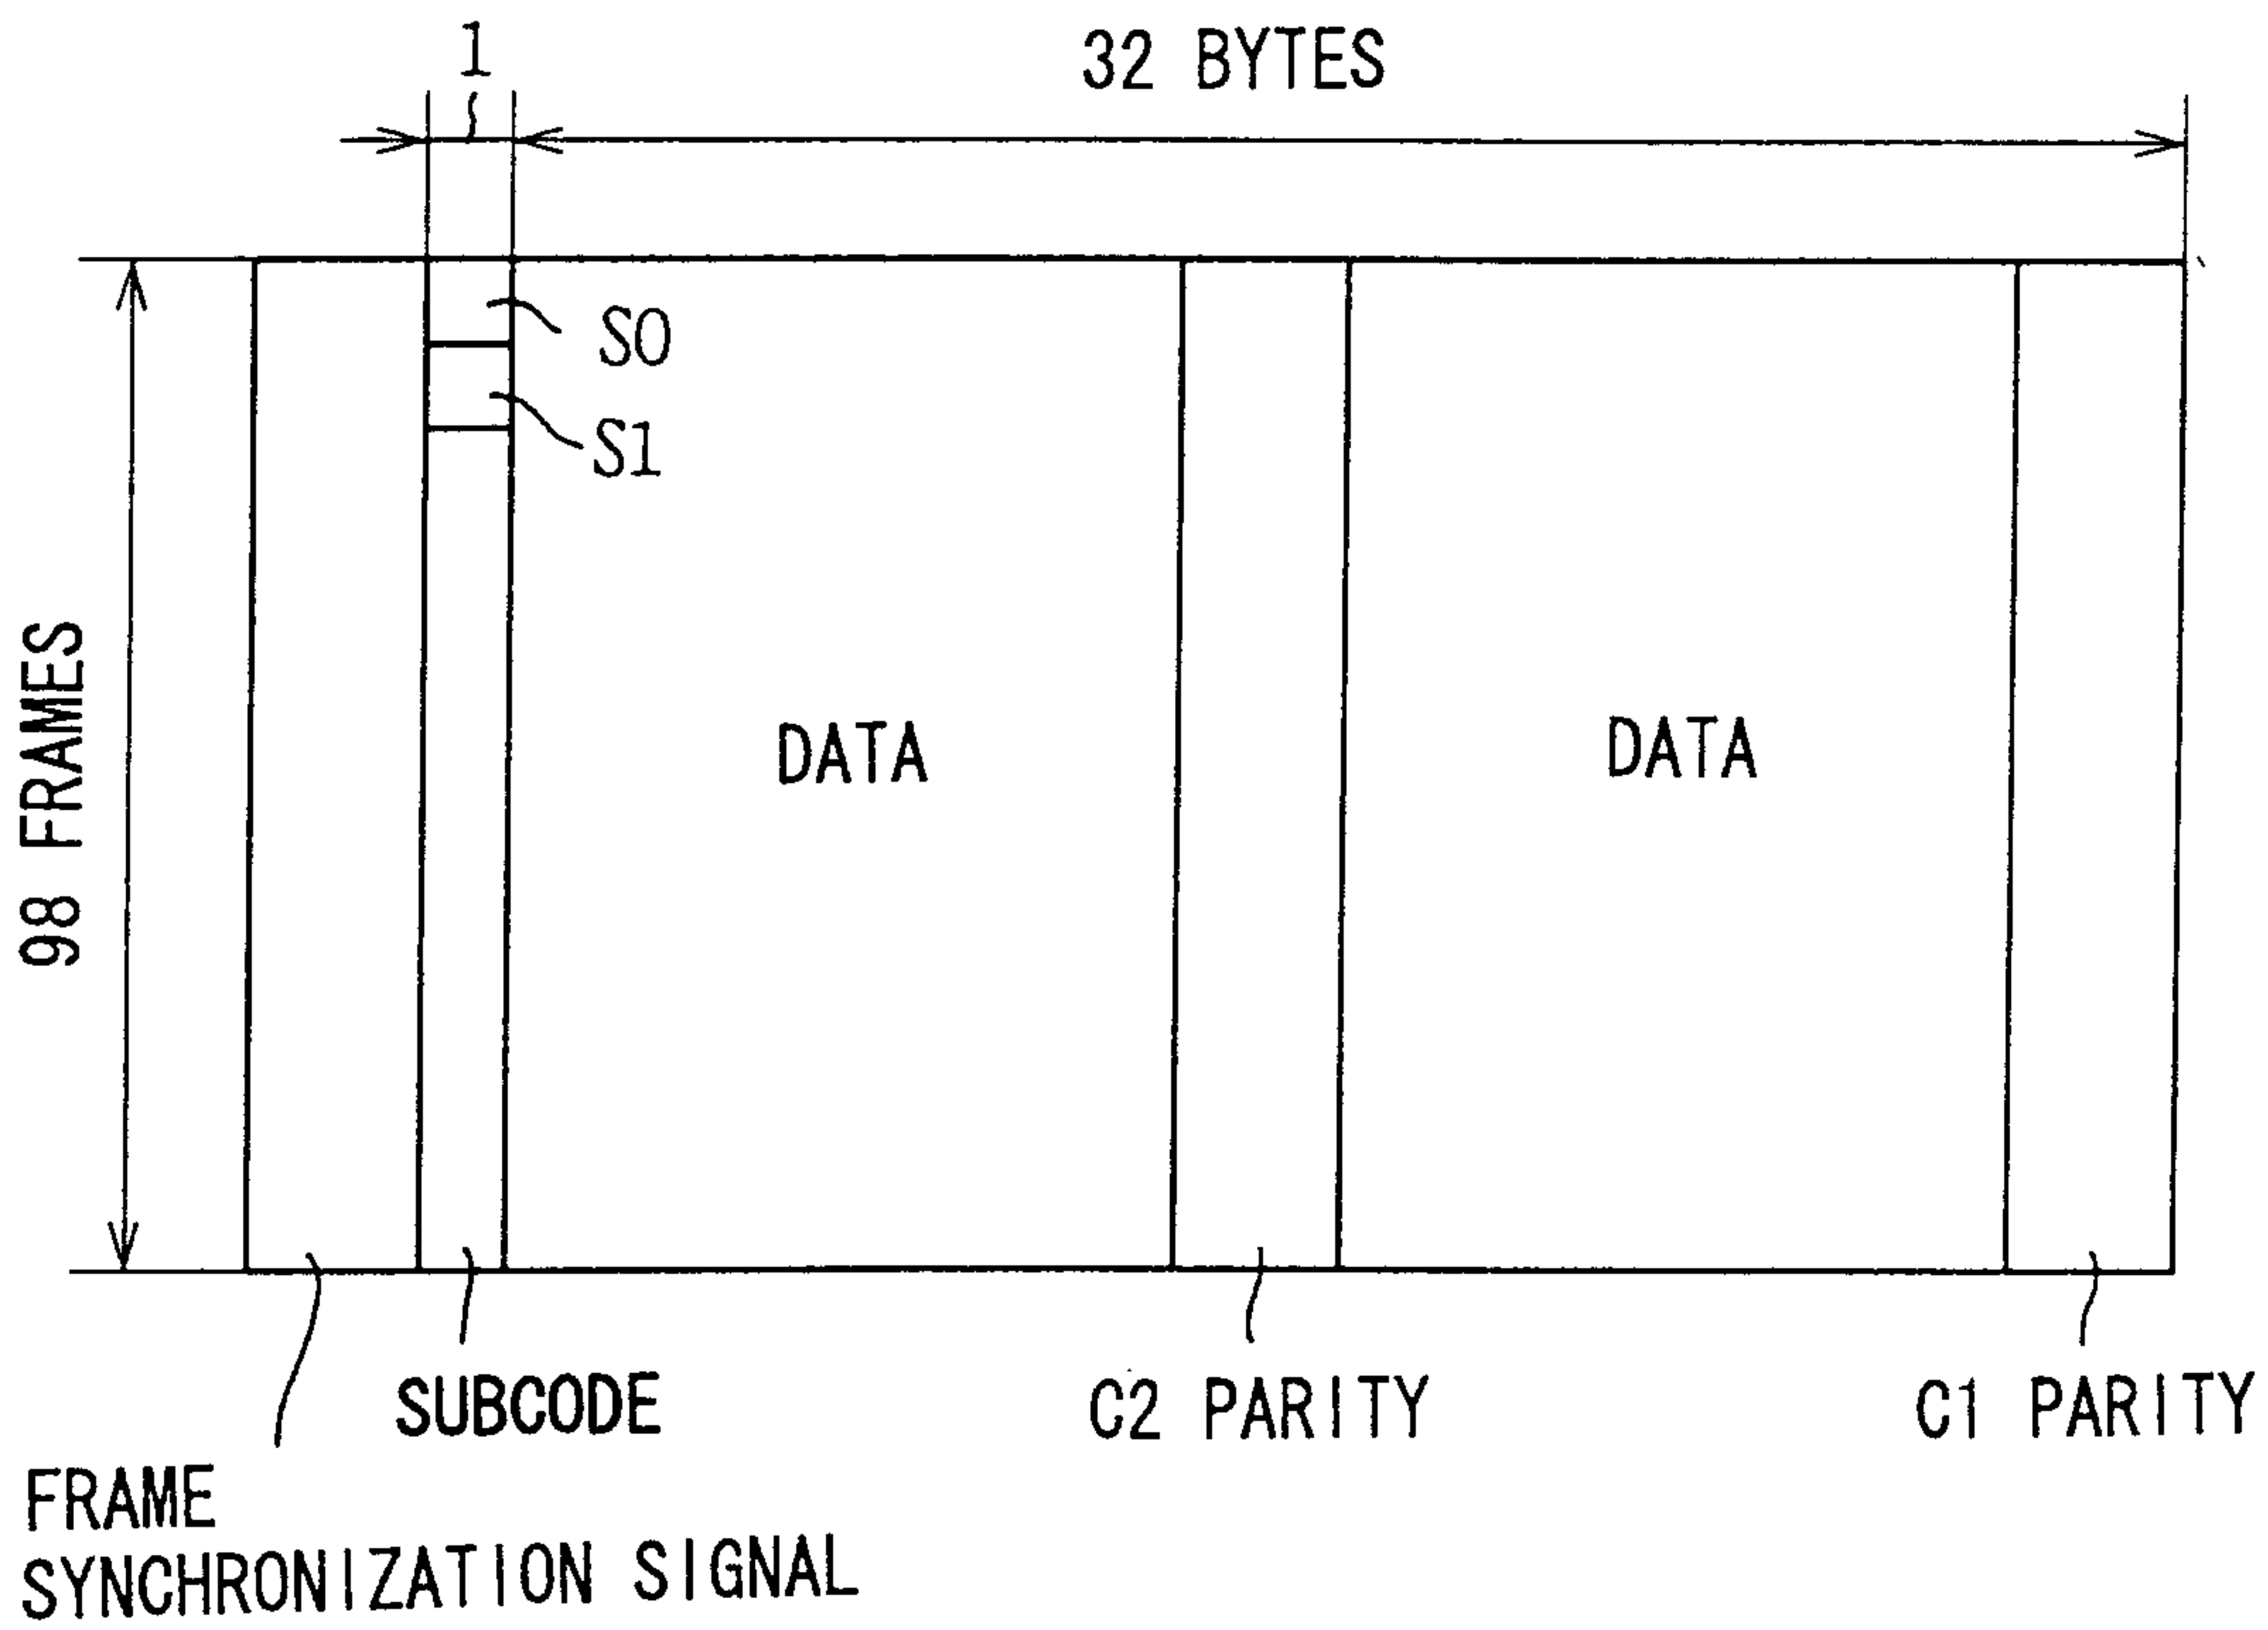 1
32 BYTES
S0
S1
98 FRAMES
DATA
DATA
SUBCODE
C2 PARITY
C1 PARITY
FRAME
SYNCHRONIZATION SIGNAL